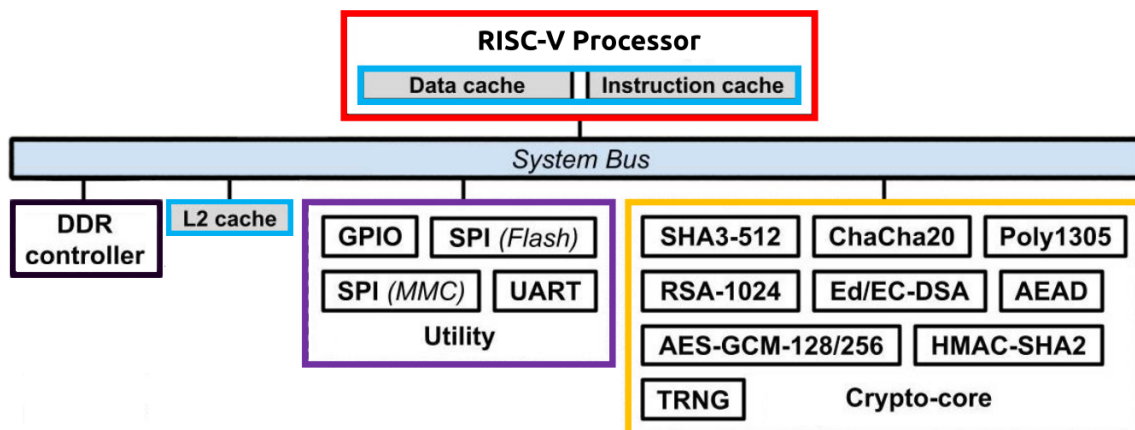 RISC-V Processor
Data cache
Instruction cache
System Bus
DDR
controller
L2 cache
GPIO
SPI (Flash)
SPI (MMC)
UART
Utility
SHA3-512
ChaCha20
Poly1305
RSA-1024
Ed/EC-DSA
AEAD
AES-GCM-128/256
HMAC-SHA2
TRNG
Crypto-core